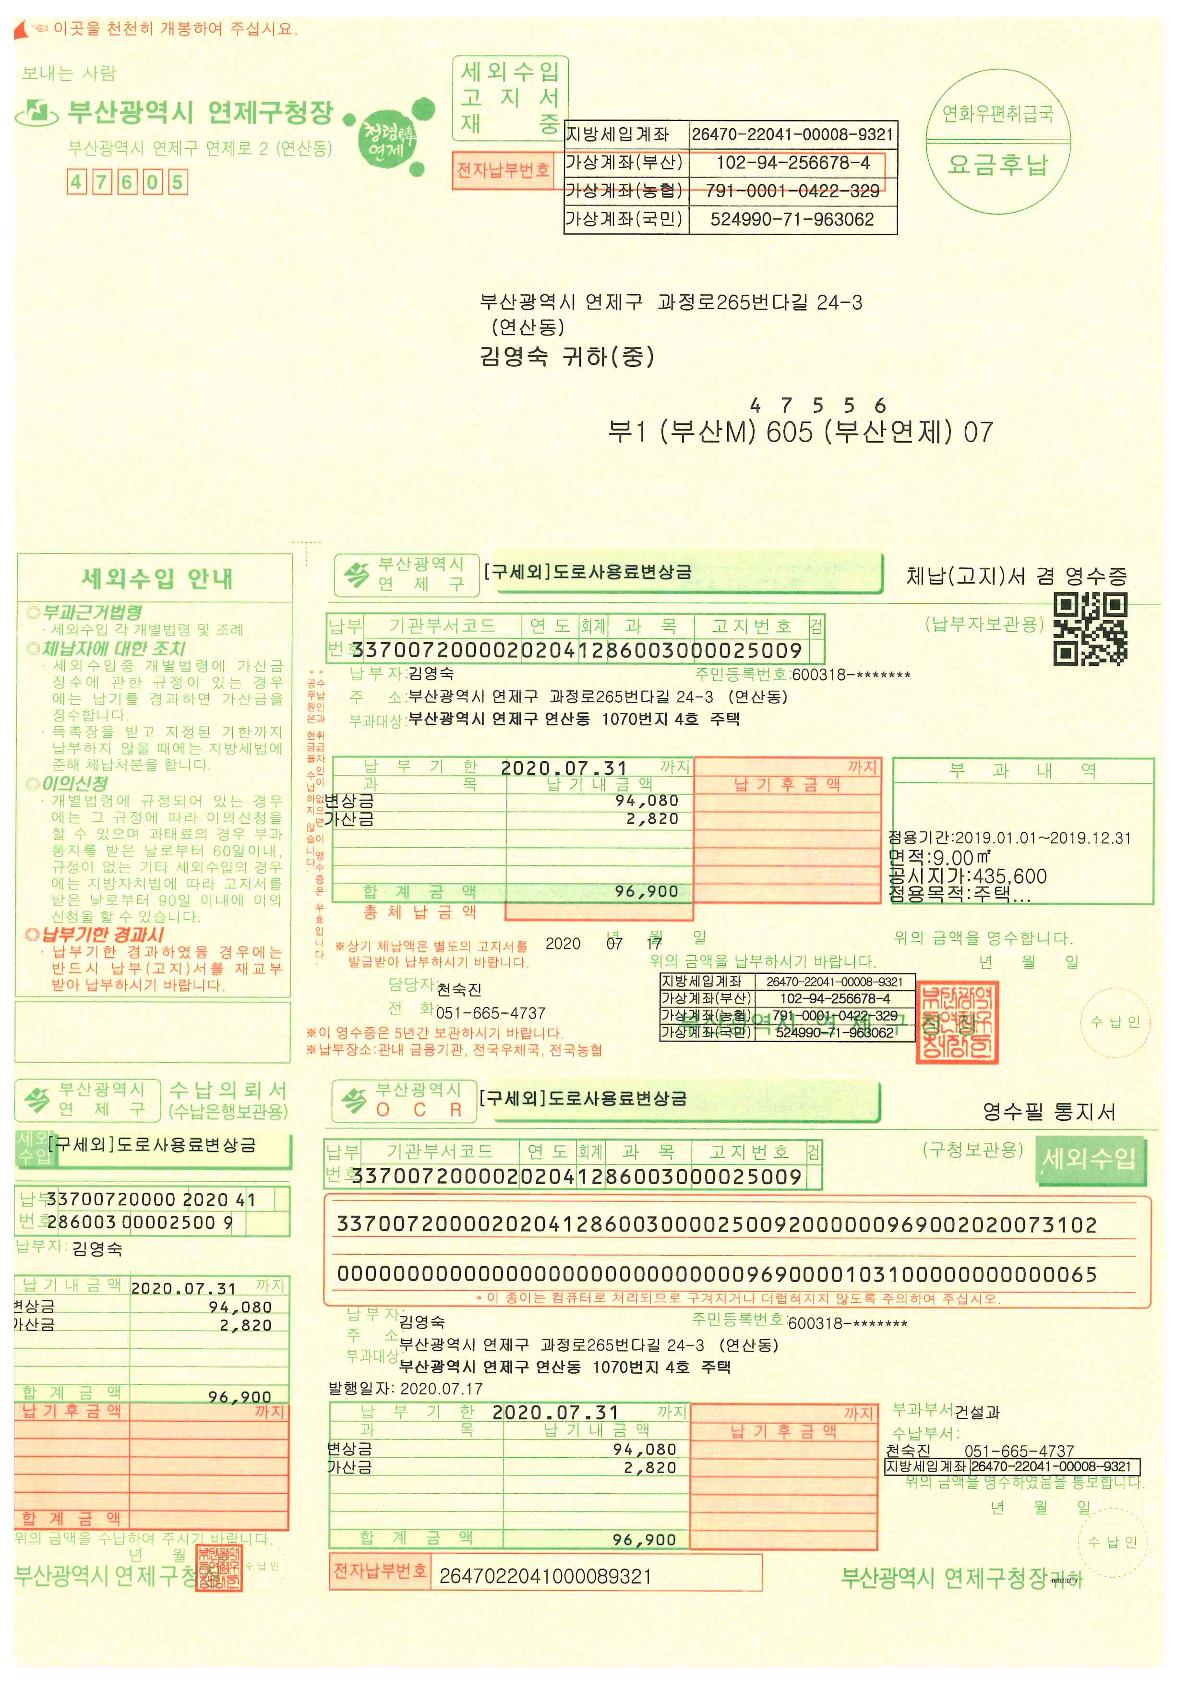 ☜ 이곳을 천천히 개봉하여 주십시요.
보내는 사람
부산광역시 연제구청장
부산광역시 연제구 연제로 2 (연산동)
4 7 6 0 5
청렴
연제
세외수입
고지서
재 중
전자납부번호
지방세입계좌 26470-22041-00008-9321
가상계좌(부산) 102-94-256678-4
가상계좌(농협) 791-0001-0422-329
가상계좌(국민) 524990-71-963062
연화우편취급국
요금후납
부산광역시 연제구 과정로265번다길 24-3
(연산동)
김영숙 귀하(중)
4 7 5 5 6
부1 (부산M) 605 (부산연제) 07
세외수입 안내
◎부과근거법령
· 세외수입 각 개별법령 및 조례
◎체납자에 대한 조치
· 세외수입중 개별법령에 가산금
징수에 관한 규정이 있는 경우
에는 납기를 경과하면 가산금을
징수합니다.
· 독촉장을 받고 지정된 기한까지
납부하지 않을 때에는 지방세법에
준해 체납처분을 합니다.
◎이의신청
· 개별법령에 규정되어 있는 경우
에는 그 규정에 따라 이의신청을
할 수 있으며 과태료의 경우 부과
통지를 받은 날로부터 60일이내,
규정이 없는 기타 세외수입의 경우
에는 지방자치법에 따라 고지서를
받은 날로부터 90일 이내에 이의
신청을 할 수 있습니다.
◎납부기한 경과시
· 납부기한 경과하였을 경우에는
반드시 납부(고지)서를 재교부
받아 납부하시기 바랍니다.
부산광역시
연 제 구
[구세외]도로사용료변상금
체납(고지)서 겸 영수증
(납부자보관용)
납부 기관부서코드 연도 회계 과 목 고지번호 검
번호 33700720000202041286003000025009
납 부 자:김영숙 주민등록번호:600318-*******
주 소:부산광역시 연제구 과정로265번다길 24-3 (연산동)
부과대상:부산광역시 연제구 연산동 1070번지 4호 주택
납 부 기 한 2020.07.31 까지 까지
과 목 납 기 내 금 액 납 기 후 금 액
변상금 94,080
가산금 2,820
합 계 금 액 96,900
총 체 납 금 액
부 과 내 역
점용기간:2019.01.01~2019.12.31
면적:9.00㎡
공시지가:435,600
점용목적:주택...
※상기 체납액은 별도의 고지서를
발급받아 납부하시기 바랍니다.
2020 년 07 월 17 일
위의 금액을 납부하시기 바랍니다.
위의 금액을 영수합니다.
년 월 일
담당자 천숙진
전 화 051-665-4737
지방세입계좌 26470-22041-00008-9321
가상계좌(부산) 102-94-256678-4
가상계좌(농협) 791-0001-0422-329
가상계좌(국민) 524990-71-963062
부산광역시 연제구청장
수 납 인
※이 영수증은 5년간 보관하시기 바랍니다.
※납부장소:관내 금융기관, 전국우체국, 전국농협
부산광역시
연 제 구
수납의뢰서
(수납은행보관용)
세외
수입
[구세외]도로사용료변상금
납부 33700720000 2020 41
번호 286003 00002500 9
납부자: 김영숙
납 기 내 금 액 2020.07.31 까지
변상금 94,080
가산금 2,820
합 계 금 액 96,900
납 기 후 금 액 까지
합 계 금 액
위의 금액을 수납하여 주시기 바랍니다.
년 월
부산광역시 연제구청장
수 납 인
부산광역시
O C R
[구세외]도로사용료변상금
영수필 통지서
(구청보관용)
세외수입
납부 기관부서코드 연도 회계 과 목 고지번호 검
번호 33700720000202041286003000025009
337007200002020412860030000250092000000969002020073102
000000000000000000000000000009690000103100000000000065
* 이 종이는 컴퓨터로 처리되므로 구겨지거나 더럽혀지지 않도록 주의하여 주십시오.
납 부 자: 김영숙 주민등록번호:600318-*******
주 소: 부산광역시 연제구 과정로265번다길 24-3 (연산동)
부과대상: 부산광역시 연제구 연산동 1070번지 4호 주택
발행일자: 2020.07.17
납 부 기 한 2020.07.31 까지 까지
과 목 납 기 내 금 액 납 기 후 금 액
변상금 94,080
가산금 2,820
합 계 금 액 96,900
부과부서 건설과
수납부서:
천숙진 051-665-4737
지방세입계좌 26470-22041-00008-9321
위의 금액을 영수하였음을 통보합니다.
년 월 일
수 납 인
전자납부번호 2647022041000089321
부산광역시 연제구청장귀하